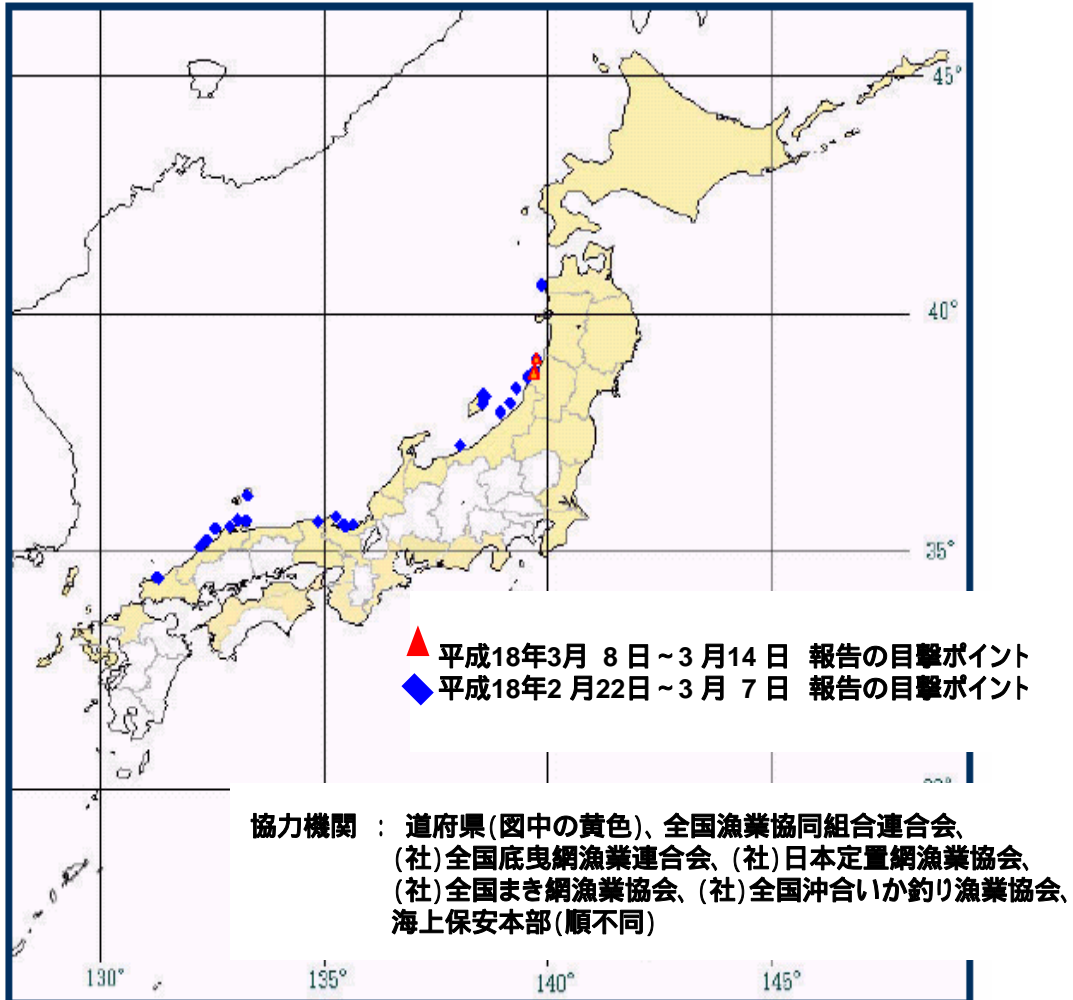 45°
40°
35°
平成18年3月 8 日~3 月14 日 報告の目撃ポイント
平成18年2 月22日~3 月 7 日 報告の目撃ポイント
協力機関 : 道府県(図中の黄色)、全国漁業協同組合連合会、
(社)全国底曳網漁業連合会、(社)日本定置網漁業協会、
(社)全国まき網漁業協会、(社)全国沖合いか釣り漁業協会、
海上保安本部(順不同)
130°
135°
140°
145°